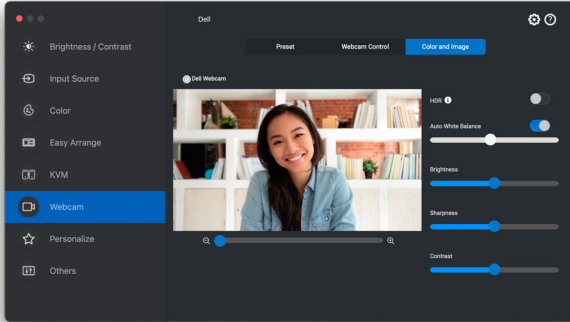 Dell
Brightness / Contrast
Input Source
Color
Easy Arrange
KVM
Webcam
Personalize
Others
Preset
Webcam Control
Color and Image
Dell Webcam
HDR
Auto White Balance
Brightness
Sharpness
Contrast